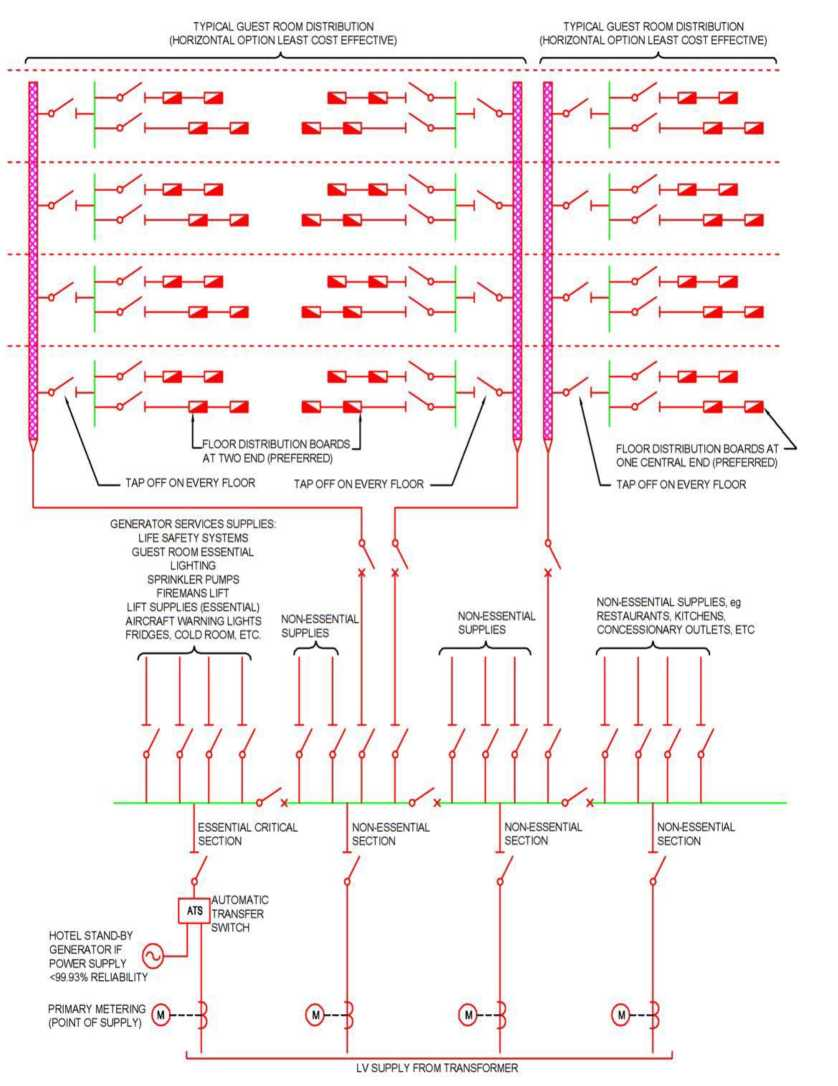 TYPICAL GUEST ROOM DISTRIBUTION
(HORIZONTAL OPTION LEAST COST EFFECTIVE)
TYPICAL GUEST ROOM DISTRIBUTION
(HORIZONTAL OPTION LEAST COST EFFECTIVE)
FLOOR DISTRIBUTION BOARDS
AT TWO END (PREFERRED)
FLOOR DISTRIBUTION BOARDS AT
ONE CENTRAL END (PREFERRED)
TAP OFF ON EVERY FLOOR
TAP OFF ON EVERY FLOOR
TAP OFF ON EVERY FLOOR
GENERATOR SERVICES SUPPLIES:
LIFE SAFETY SYSTEMS
GUEST ROOM ESSENTIAL
LIGHTING
SPRINKLER PUMPS
FIREMANS LIFT
LIFT SUPPLIES (ESSENTIAL)
AIRCRAFT WARNING LIGHTS
FRIDGES, COLD ROOM, ETC.
NON-ESSENTIAL
SUPPLIES
NON-ESSENTIAL
SUPPLIES
NON-ESSENTIAL SUPPLIES, eg
RESTAURANTS, KITCHENS,
CONCESSIONARY OUTLETS, ETC
ESSENTIAL CRITICAL
SECTION
NON-ESSENTIAL
SECTION
NON-ESSENTIAL
SECTION
NON-ESSENTIAL
SECTION
ATS
AUTOMATIC
TRANSFER
SWITCH
HOTEL STAND-BY
GENERATOR IF
POWER SUPPLY
<99.93% RELIABILITY
PRIMARY METERING
(POINT OF SUPPLY)
M
M
M
M
LV SUPPLY FROM TRANSFORMER